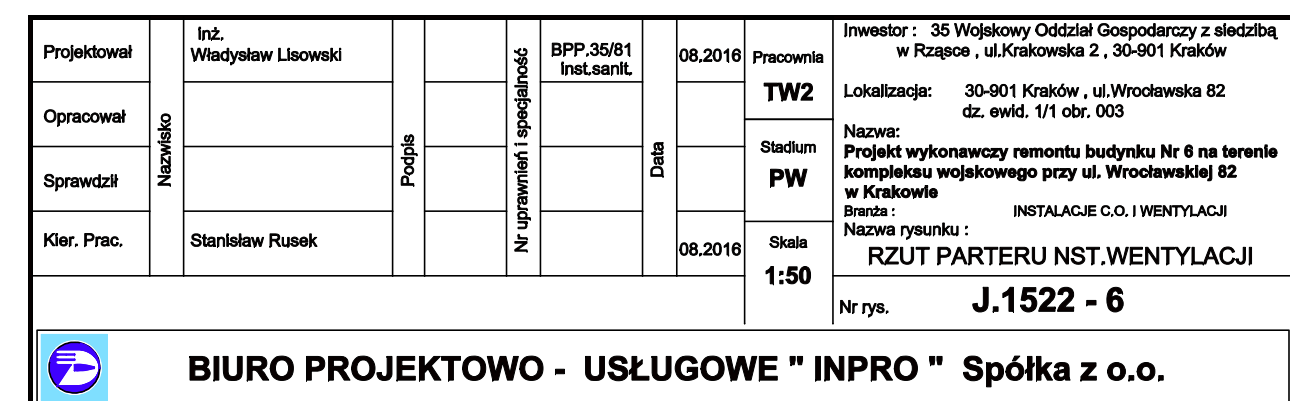 Projektował
Nazwisko
Inż.
Władysław Lisowski
Podpis
Nr uprawnień i specjalność
BPP.35/81
Inst.sanit.
Data
08.2016
Opracował
Sprawdził
Kier. Prac.
Stanisław Rusek
08.2016
Pracownia
TW2
Stadium
PW
Skala
1:50
Inwestor : 35 Wojskowy Oddział Gospodarczy z siedzibą
w Rząsce , ul.Krakowska 2 , 30-901 Kraków
Lokalizacja: 30-901 Kraków , ul.Wrocławska 82
dz. ewid. 1/1 obr. 003
Nazwa:
Projekt wykonawczy remontu budynku Nr 6 na terenie
kompleksu wojskowego przy ul. Wrocławskiej 82
w Krakowie
Branża : INSTALACJE C.O. I WENTYLACJI
Nazwa rysunku :
RZUT PARTERU NST.WENTYLACJI
Nr rys. J.1522 - 6
BIURO PROJEKTOWO - USŁUGOWE " INPRO " Spółka z o.o.